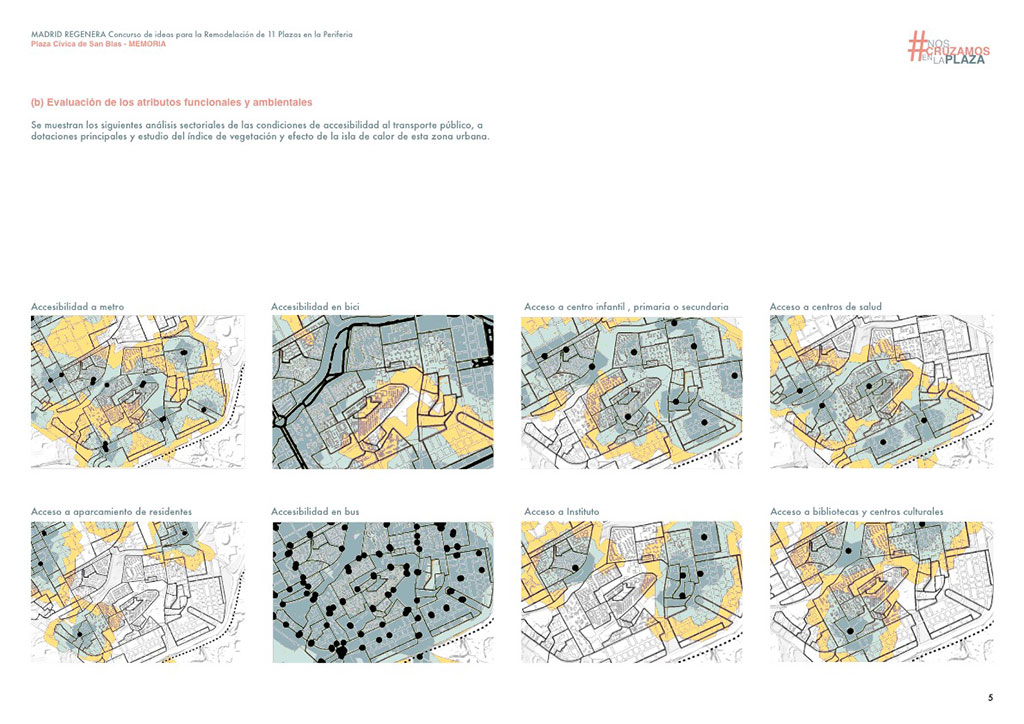 MADRID REGENERA Concurso de ideas para la Remodelación de 11 Plazas en la Periferia
Plaza Cívica de San Blas - MEMORIA
#NOS
CRUZAMOS
EN LA PLAZA
(b) Evaluación de los atributos funcionales y ambientales
Se muestran los siguientes análisis sectoriales de las condiciones de accesibilidad al transporte público, a
dotaciones principales y estudio del índice de vegetación y efecto de la isla de calor de esta zona urbana.
Accesibilidad a metro
Accesibilidad en bici
Acceso a centro infantil , primaria o secundaria
Acceso a centros de salud
Acceso a aparcamiento de residentes
Accesibilidad en bus
Acceso a Instituto
Acceso a bibliotecas y centros culturales
5